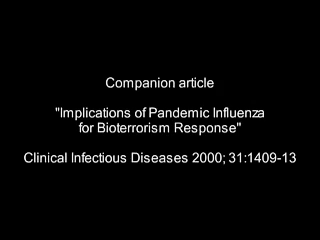 Companion article
"Implications of Pandemic Influenza
for Bioterrorism Response"
Clinical Infectious Diseases 2000; 31:1409-13